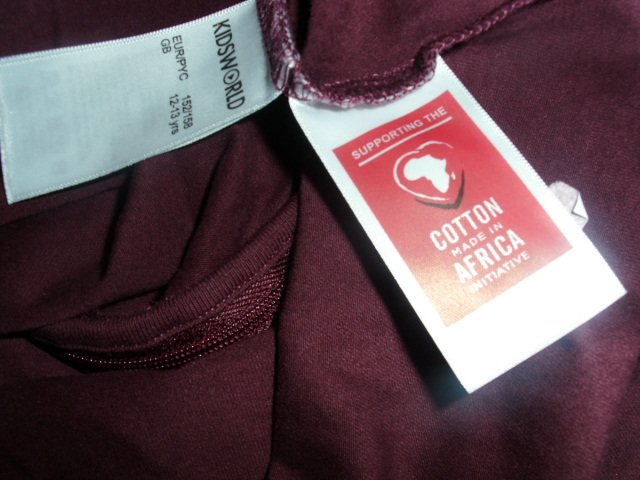 KIDSWORLD
EUR/PYC 152/158
GB 12-13 yrs
SUPPORTING THE
COTTON
MADE IN
AFRICA
INITIATIVE